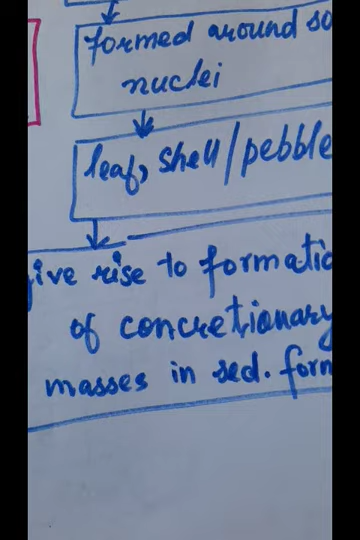 formed around so
nuclei
leaf, shell/pebble
give rise to formatio
of concretionary
masses in sed. form